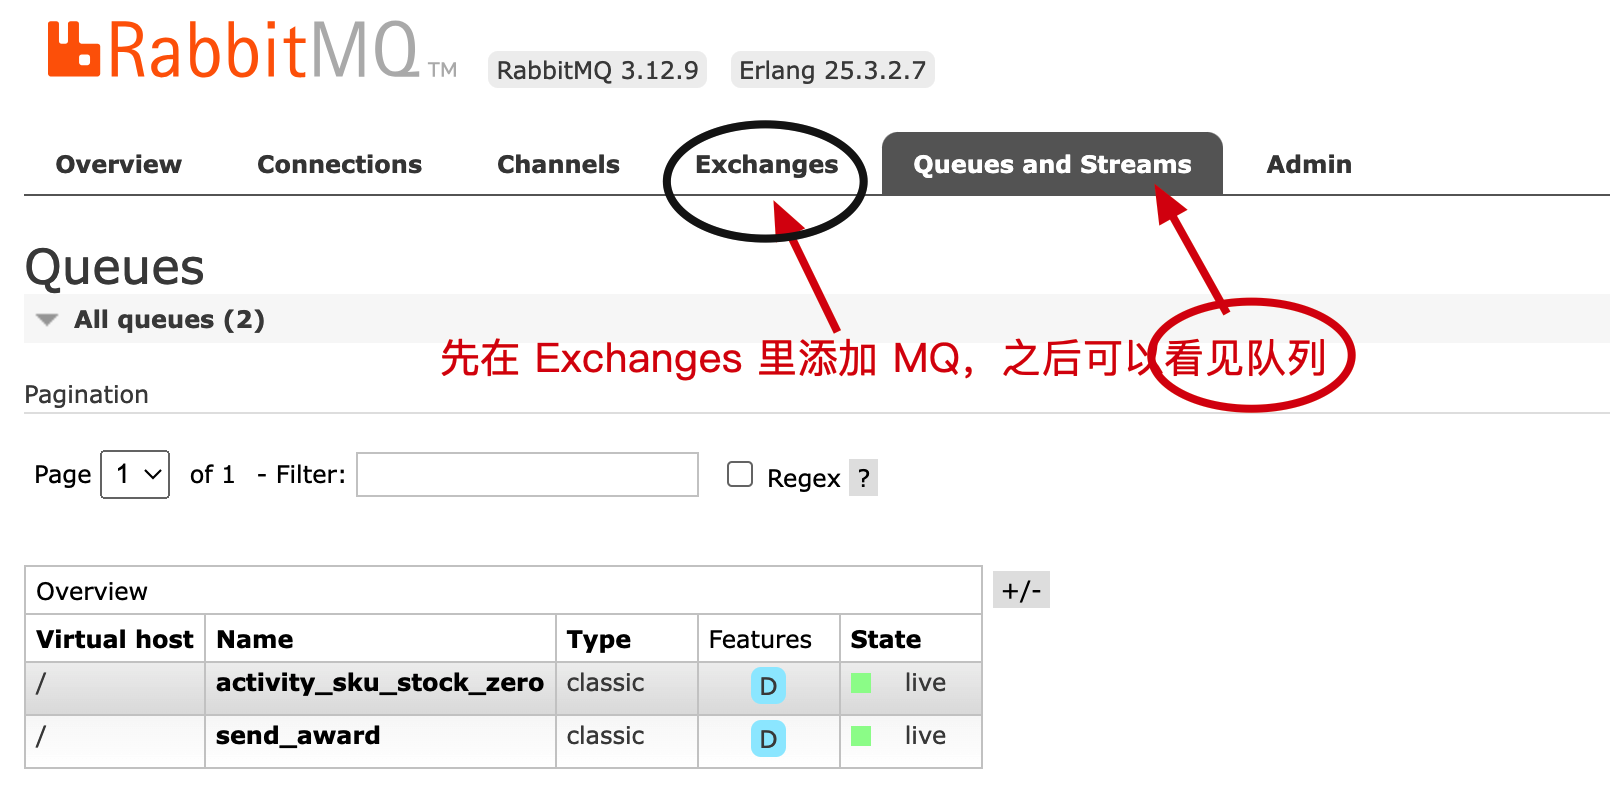 RabbitMQ TM RabbitMQ 3.12.9 Erlang 25.3.2.7
Overview Connections Channels Exchanges Queues and Streams Admin
Queues
All queues (2)
先在 Exchanges 里添加 MQ，之后可以看见队列
Pagination
Page 1 of 1 - Filter: Regex ?
Overview +/-
Virtual host Name Type Features State
/ activity_sku_stock_zero classic D live
/ send_award classic D live